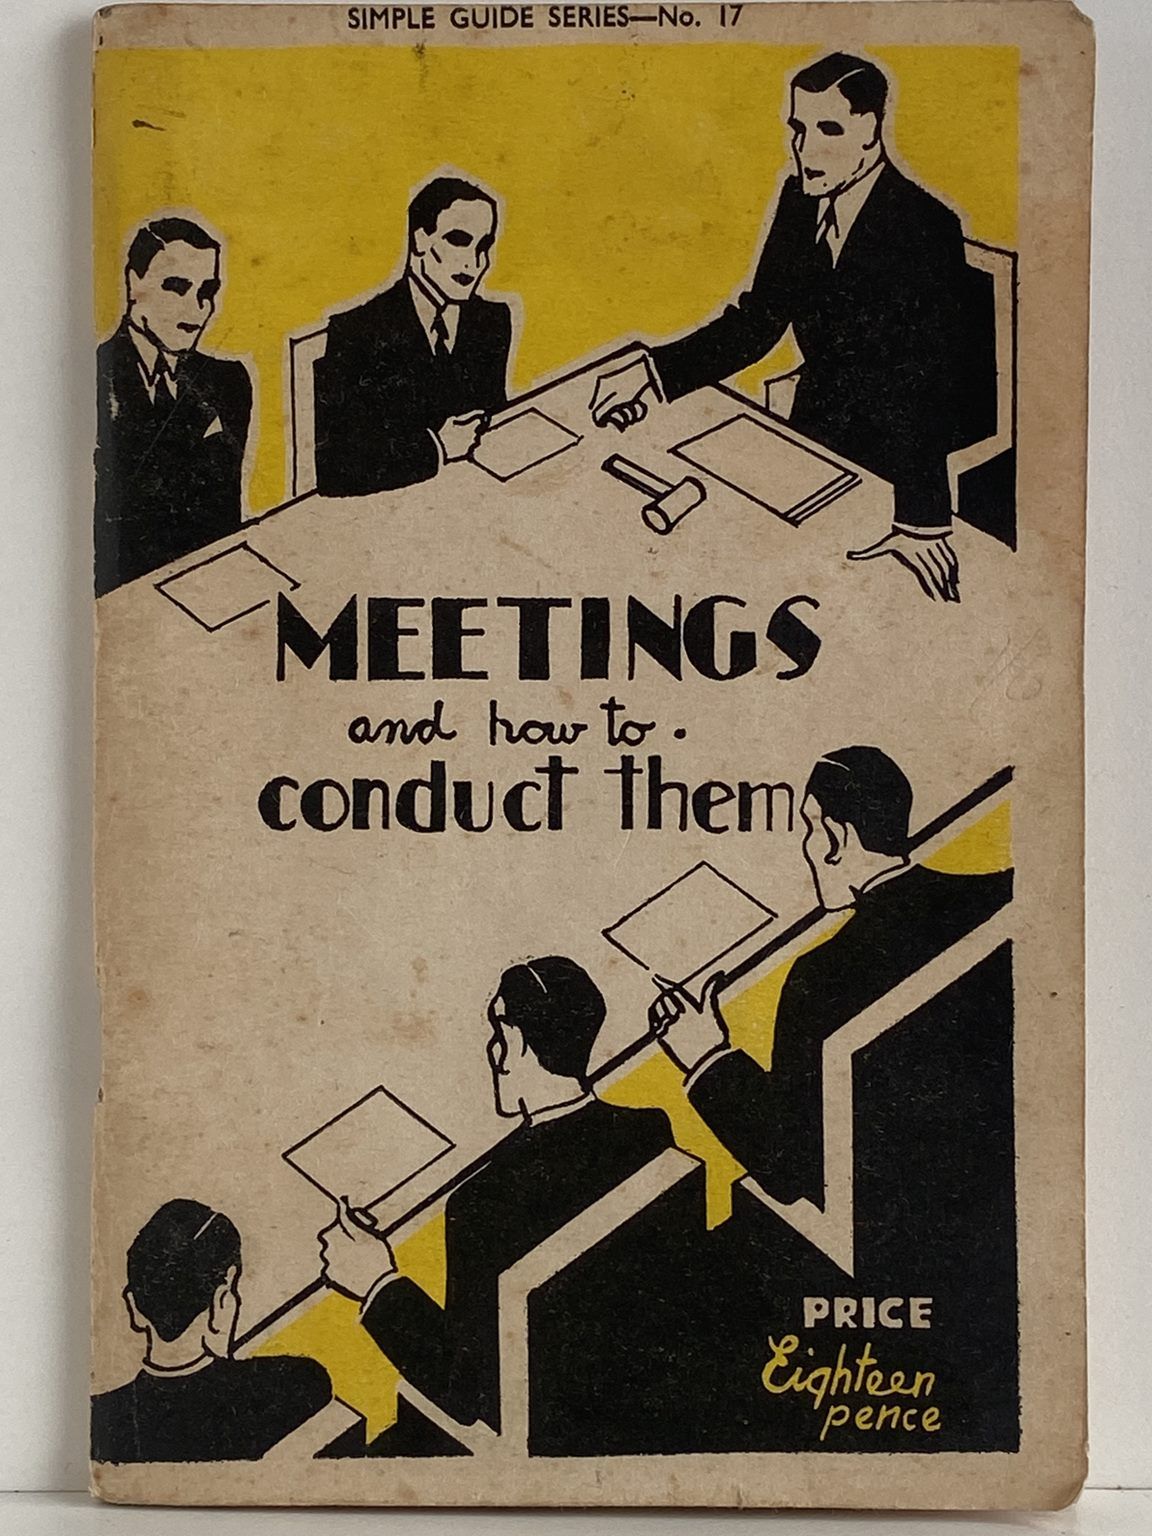 SIMPLE GUIDE SERIES—No. 17
MEETINGS
and how to.
conduct them
PRICE
Eighteen
pence